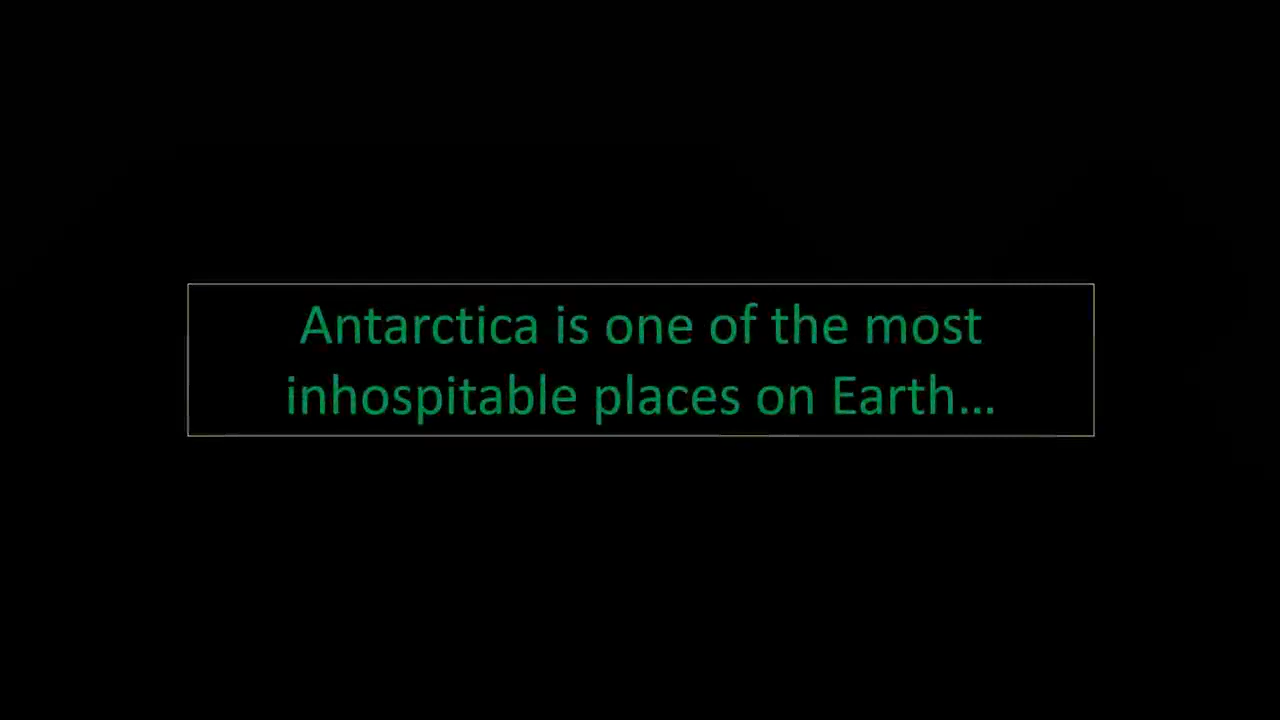 Antarctica is one of the most
inhospitable places on Earth…